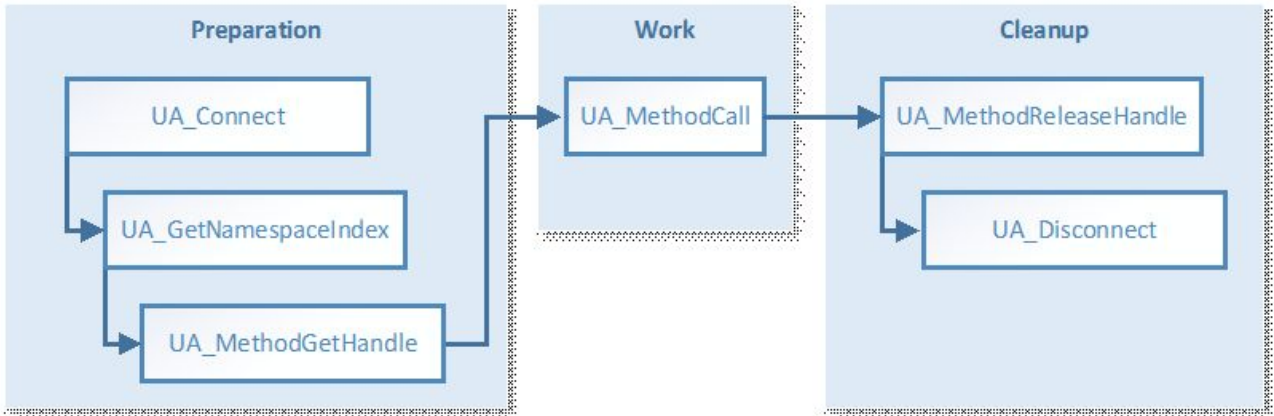 Preparation
UA_Connect
UA_GetNamespaceIndex
UA_MethodGetHandle
Work
UA_MethodCall
Cleanup
UA_MethodReleaseHandle
UA_Disconnect